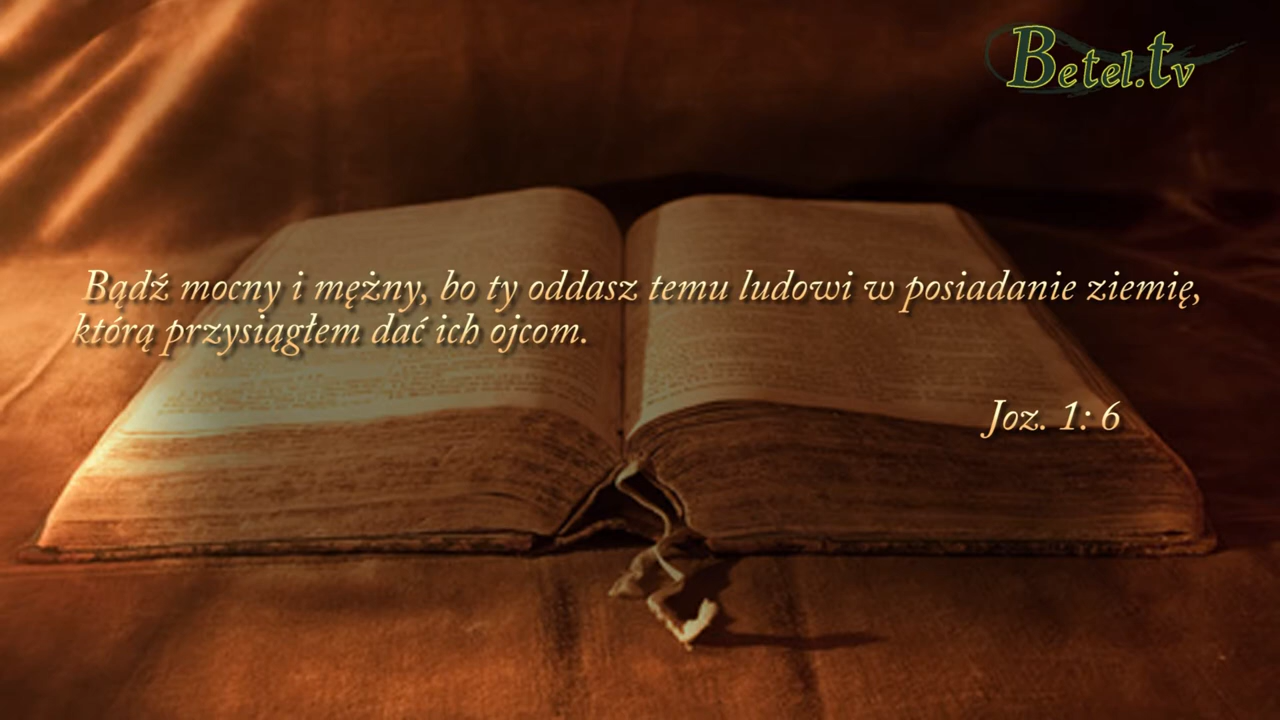 Betel.tv
Bądź mocny i mężny, bo ty oddasz temu ludowi w posiadanie ziemię,
którą przysiągłem dać ich ojcom.
Joz. 1: 6